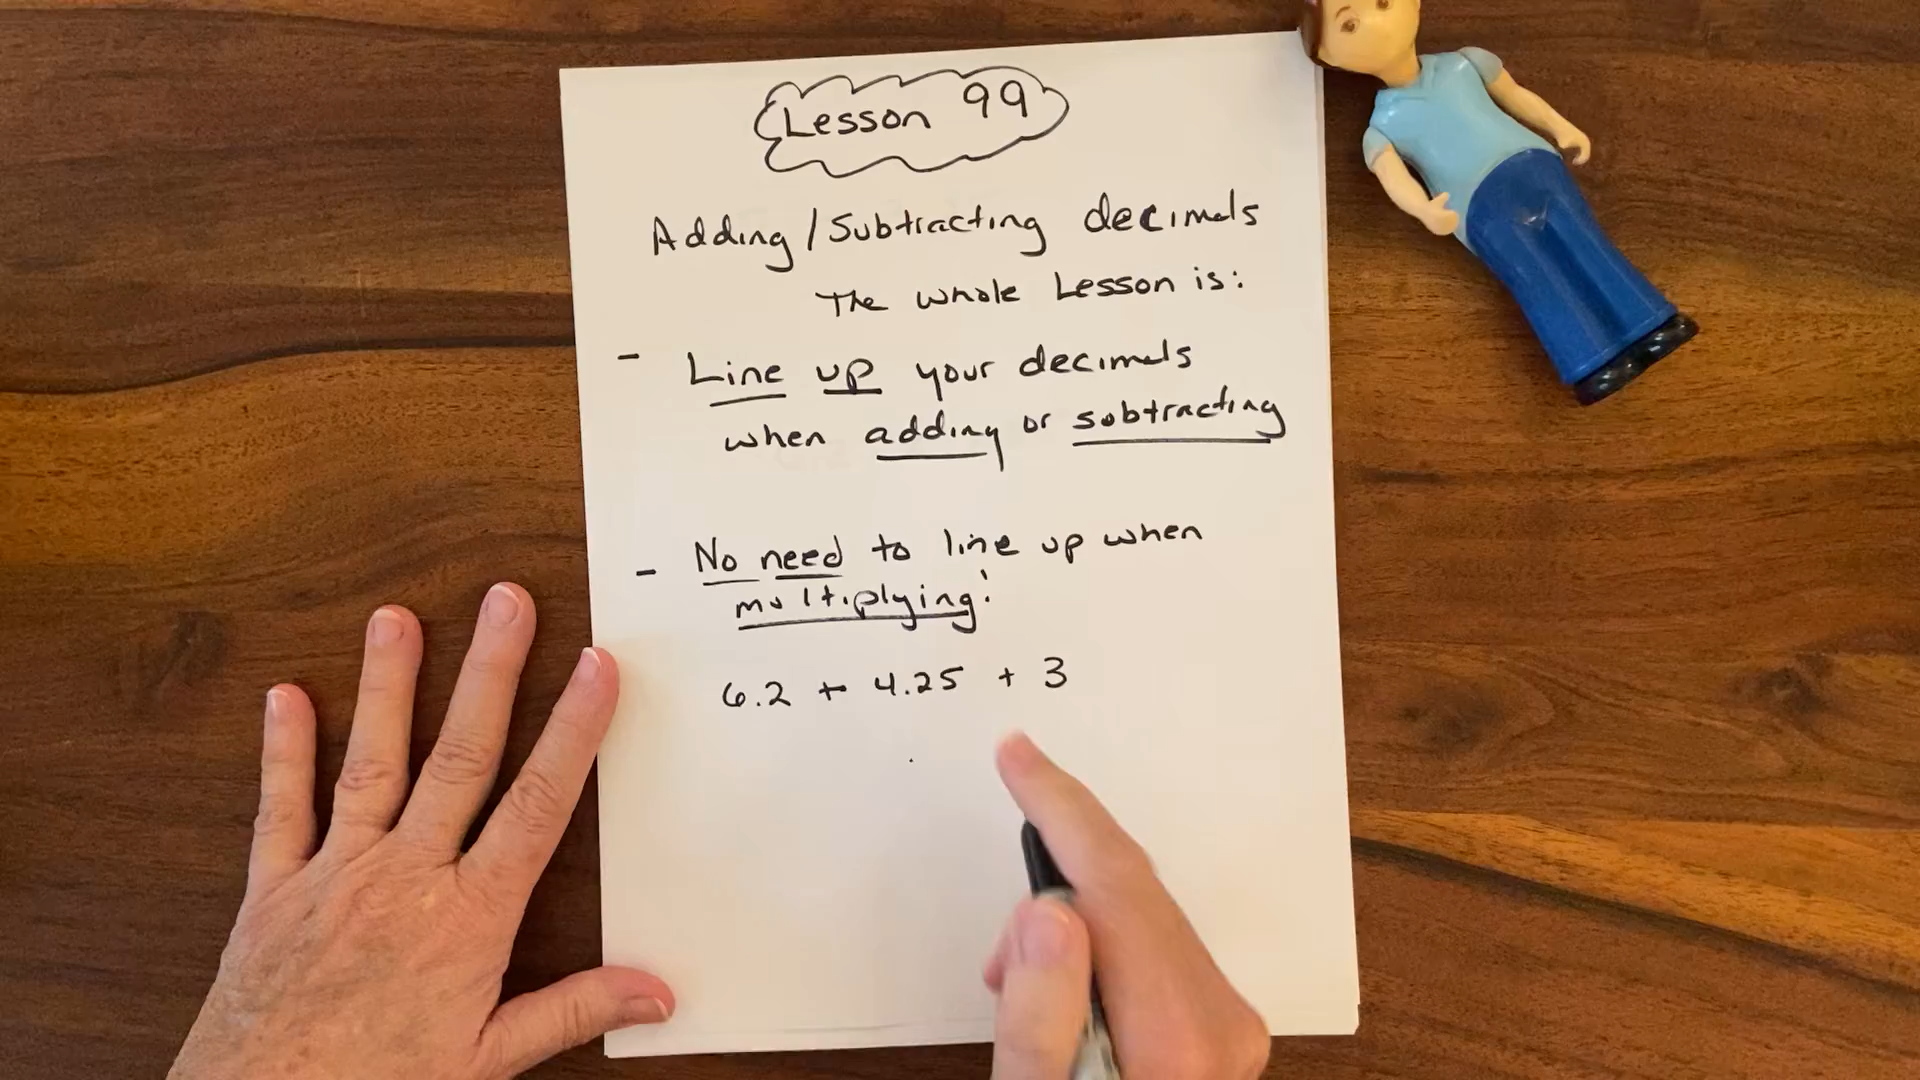 Lesson 99
Adding/Subtracting decimals
The whole Lesson is:
- Line up your decimals
when adding or subtracting
- No need to line up when
multiplying!
6.2 + 4.25 + 3
.